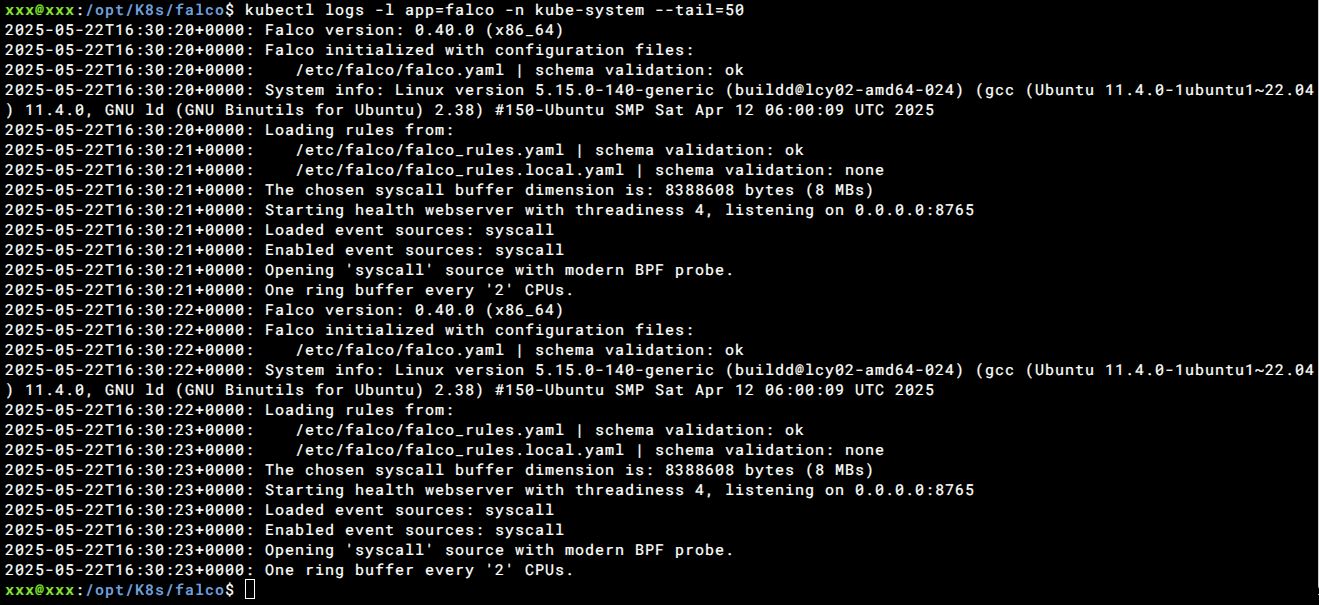 xxx@xxx:/opt/K8s/falco$ kubectl logs -l app=falco -n kube-system --tail=50
2025-05-22T16:30:20+0000: Falco version: 0.40.0 (x86_64)
2025-05-22T16:30:20+0000: Falco initialized with configuration files:
2025-05-22T16:30:20+0000:    /etc/falco/falco.yaml | schema validation: ok
2025-05-22T16:30:20+0000: System info: Linux version 5.15.0-140-generic (buildd@lcy02-amd64-024) (gcc (Ubuntu 11.4.0-1ubuntu1~22.04
) 11.4.0, GNU ld (GNU Binutils for Ubuntu) 2.38) #150-Ubuntu SMP Sat Apr 12 06:00:09 UTC 2025
2025-05-22T16:30:20+0000: Loading rules from:
2025-05-22T16:30:21+0000:    /etc/falco/falco_rules.yaml | schema validation: ok
2025-05-22T16:30:21+0000:    /etc/falco/falco_rules.local.yaml | schema validation: none
2025-05-22T16:30:21+0000: The chosen syscall buffer dimension is: 8388608 bytes (8 MBs)
2025-05-22T16:30:21+0000: Starting health webserver with threadiness 4, listening on 0.0.0.0:8765
2025-05-22T16:30:21+0000: Loaded event sources: syscall
2025-05-22T16:30:21+0000: Enabled event sources: syscall
2025-05-22T16:30:21+0000: Opening 'syscall' source with modern BPF probe.
2025-05-22T16:30:21+0000: One ring buffer every '2' CPUs.
2025-05-22T16:30:22+0000: Falco version: 0.40.0 (x86_64)
2025-05-22T16:30:22+0000: Falco initialized with configuration files:
2025-05-22T16:30:22+0000:    /etc/falco/falco.yaml | schema validation: ok
2025-05-22T16:30:22+0000: System info: Linux version 5.15.0-140-generic (buildd@lcy02-amd64-024) (gcc (Ubuntu 11.4.0-1ubuntu1~22.04
) 11.4.0, GNU ld (GNU Binutils for Ubuntu) 2.38) #150-Ubuntu SMP Sat Apr 12 06:00:09 UTC 2025
2025-05-22T16:30:22+0000: Loading rules from:
2025-05-22T16:30:23+0000:    /etc/falco/falco_rules.yaml | schema validation: ok
2025-05-22T16:30:23+0000:    /etc/falco/falco_rules.local.yaml | schema validation: none
2025-05-22T16:30:23+0000: The chosen syscall buffer dimension is: 8388608 bytes (8 MBs)
2025-05-22T16:30:23+0000: Starting health webserver with threadiness 4, listening on 0.0.0.0:8765
2025-05-22T16:30:23+0000: Loaded event sources: syscall
2025-05-22T16:30:23+0000: Enabled event sources: syscall
2025-05-22T16:30:23+0000: Opening 'syscall' source with modern BPF probe.
2025-05-22T16:30:23+0000: One ring buffer every '2' CPUs.
xxx@xxx:/opt/K8s/falco$